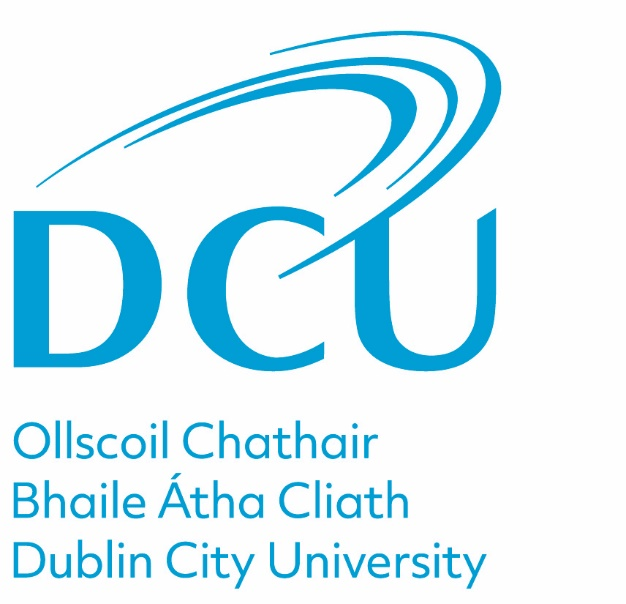 DCU
Ollscoil Chathair
Bhaile Átha Cliath
Dublin City University